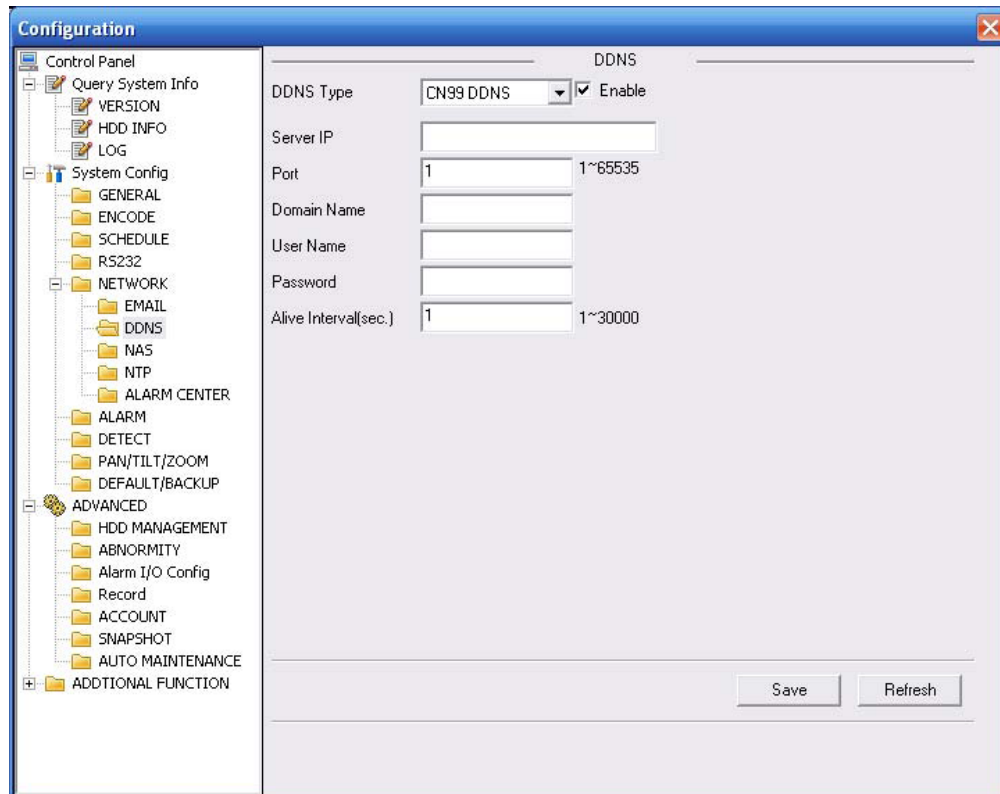 Configuration
Control Panel
Query System Info
VERSION
HDD INFO
LOG
System Config
GENERAL
ENCODE
SCHEDULE
RS232
NETWORK
EMAIL
DDNS
NAS
NTP
ALARM CENTER
ALARM
DETECT
PAN/TILT/ZOOM
DEFAULT/BACKUP
ADVANCED
HDD MANAGEMENT
ABNORMITY
Alarm I/O Config
Record
ACCOUNT
SNAPSHOT
AUTO MAINTENANCE
ADDTIONAL FUNCTION
DDNS
DDNS Type CN99 DDNS Enable
Server IP
Port 1 1~65535
Domain Name
User Name
Password
Alive Interval(sec.) 1 1~30000
Save Refresh